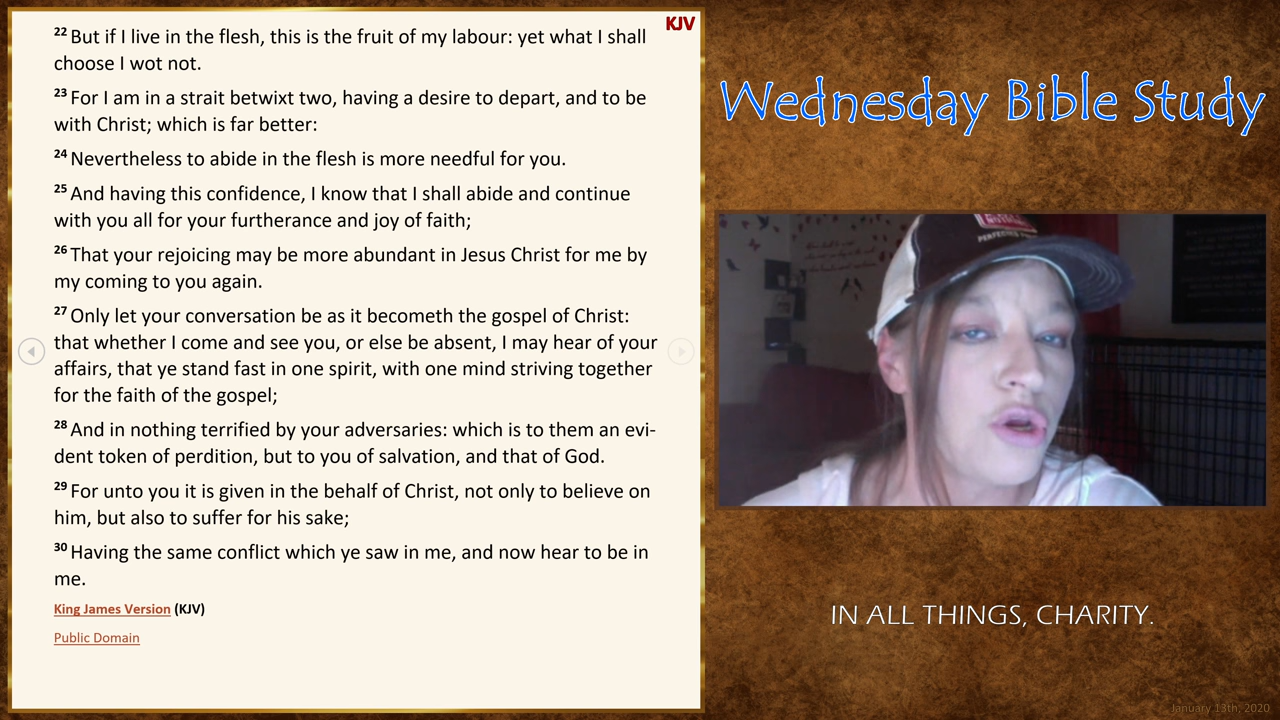 KJV
22 But if I live in the flesh, this is the fruit of my labour: yet what I shall
choose I wot not.
23 For I am in a strait betwixt two, having a desire to depart, and to be
with Christ; which is far better:
24 Nevertheless to abide in the flesh is more needful for you.
25 And having this confidence, I know that I shall abide and continue
with you all for your furtherance and joy of faith;
26 That your rejoicing may be more abundant in Jesus Christ for me by
my coming to you again.
27 Only let your conversation be as it becometh the gospel of Christ:
that whether I come and see you, or else be absent, I may hear of your
affairs, that ye stand fast in one spirit, with one mind striving together
for the faith of the gospel;
28 And in nothing terrified by your adversaries: which is to them an evi-
dent token of perdition, but to you of salvation, and that of God.
29 For unto you it is given in the behalf of Christ, not only to believe on
him, but also to suffer for his sake;
30 Having the same conflict which ye saw in me, and now hear to be in
me.
King James Version (KJV)
Public Domain
Wednesday Bible Study
IN ALL THINGS, CHARITY.
January 13th, 2020